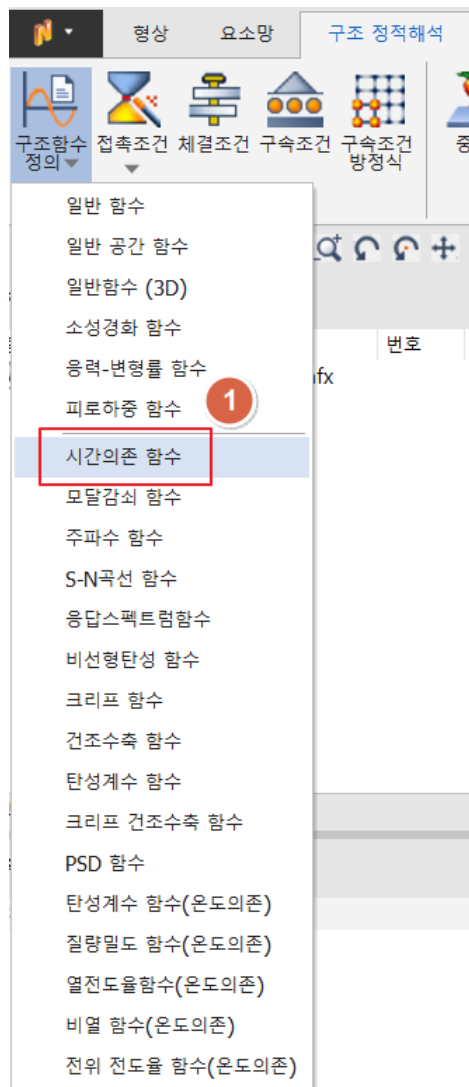 형상 요소망 구조 정적해석
구조함수 접촉조건 체결조건 구속조건 구속조건
정의 방정식
일반 함수
일반 공간 함수
일반함수 (3D)
소성경화 함수
번호
응력-변형률 함수
fx
피로하중 함수
1
시간의존 함수
모달감쇠 함수
주파수 함수
S-N곡선 함수
응답스펙트럼함수
비선형탄성 함수
크리프 함수
건조수축 함수
탄성계수 함수
크리프 건조수축 함수
PSD 함수
탄성계수 함수(온도의존)
질량밀도 함수(온도의존)
열전도율함수(온도의존)
비열 함수(온도의존)
전위 전도율 함수(온도의존)